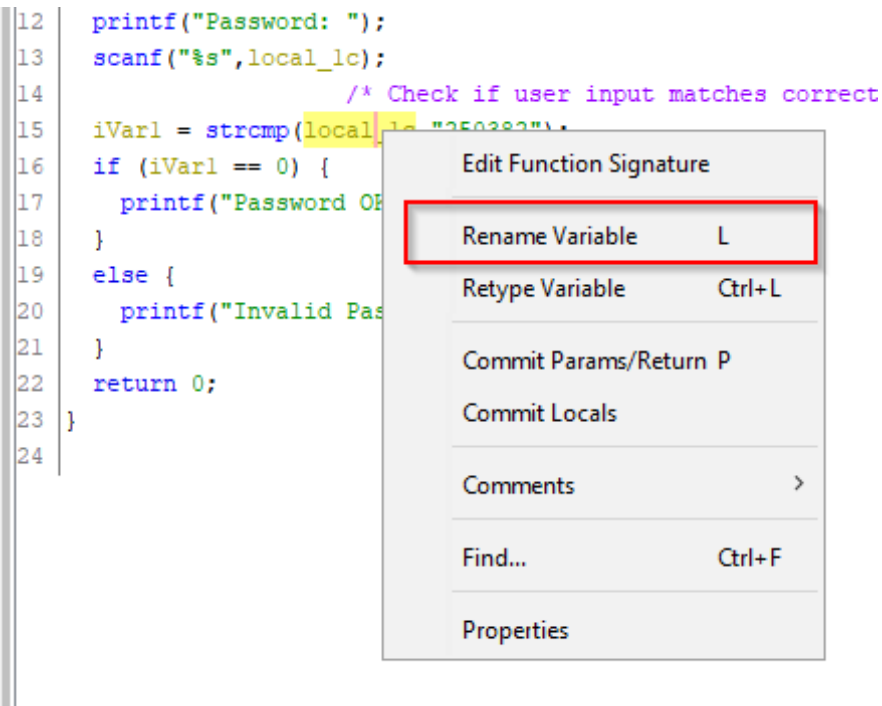 12 printf("Password: ");
13 scanf("%s",local_1c);
14 /* Check if user input matches correct
15 iVar1 = strcmp(local_1c,"250382");
16 if (iVar1 == 0) {
17 printf("Password OK
18 }
19 else {
20 printf("Invalid Pas
21 }
22 return 0;
23 }
24
Edit Function Signature
Rename Variable L
Retype Variable Ctrl+L
Commit Params/Return P
Commit Locals
Comments >
Find... Ctrl+F
Properties